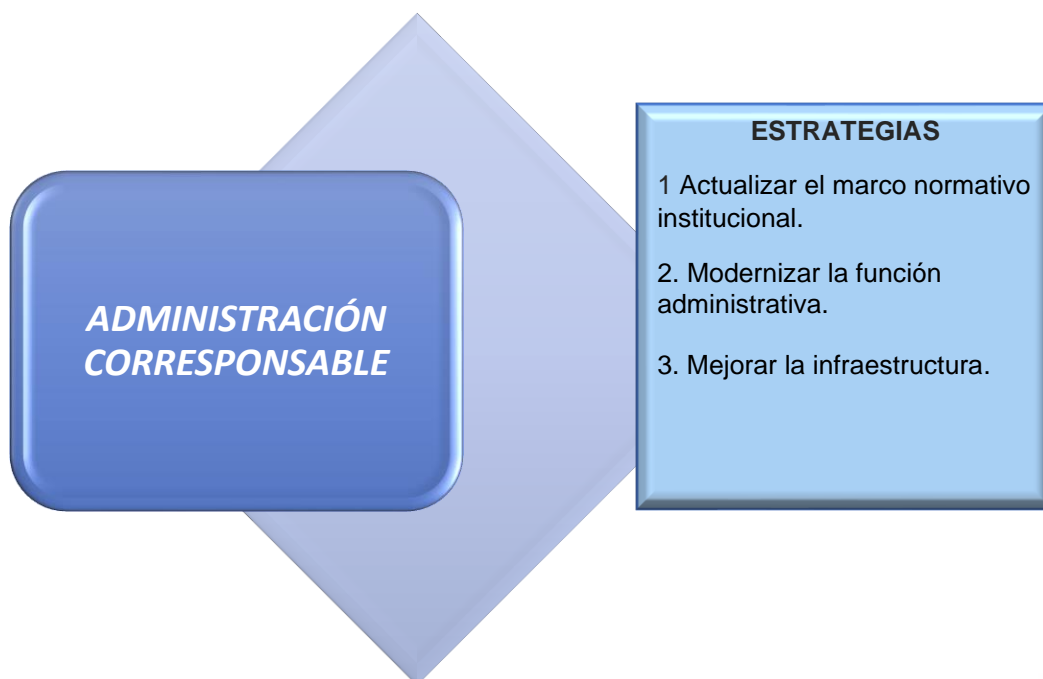 ADMINISTRACIÓN
CORRESPONSABLE
ESTRATEGIAS
1 Actualizar el marco normativo
institucional.
2. Modernizar la función
administrativa.
3. Mejorar la infraestructura.